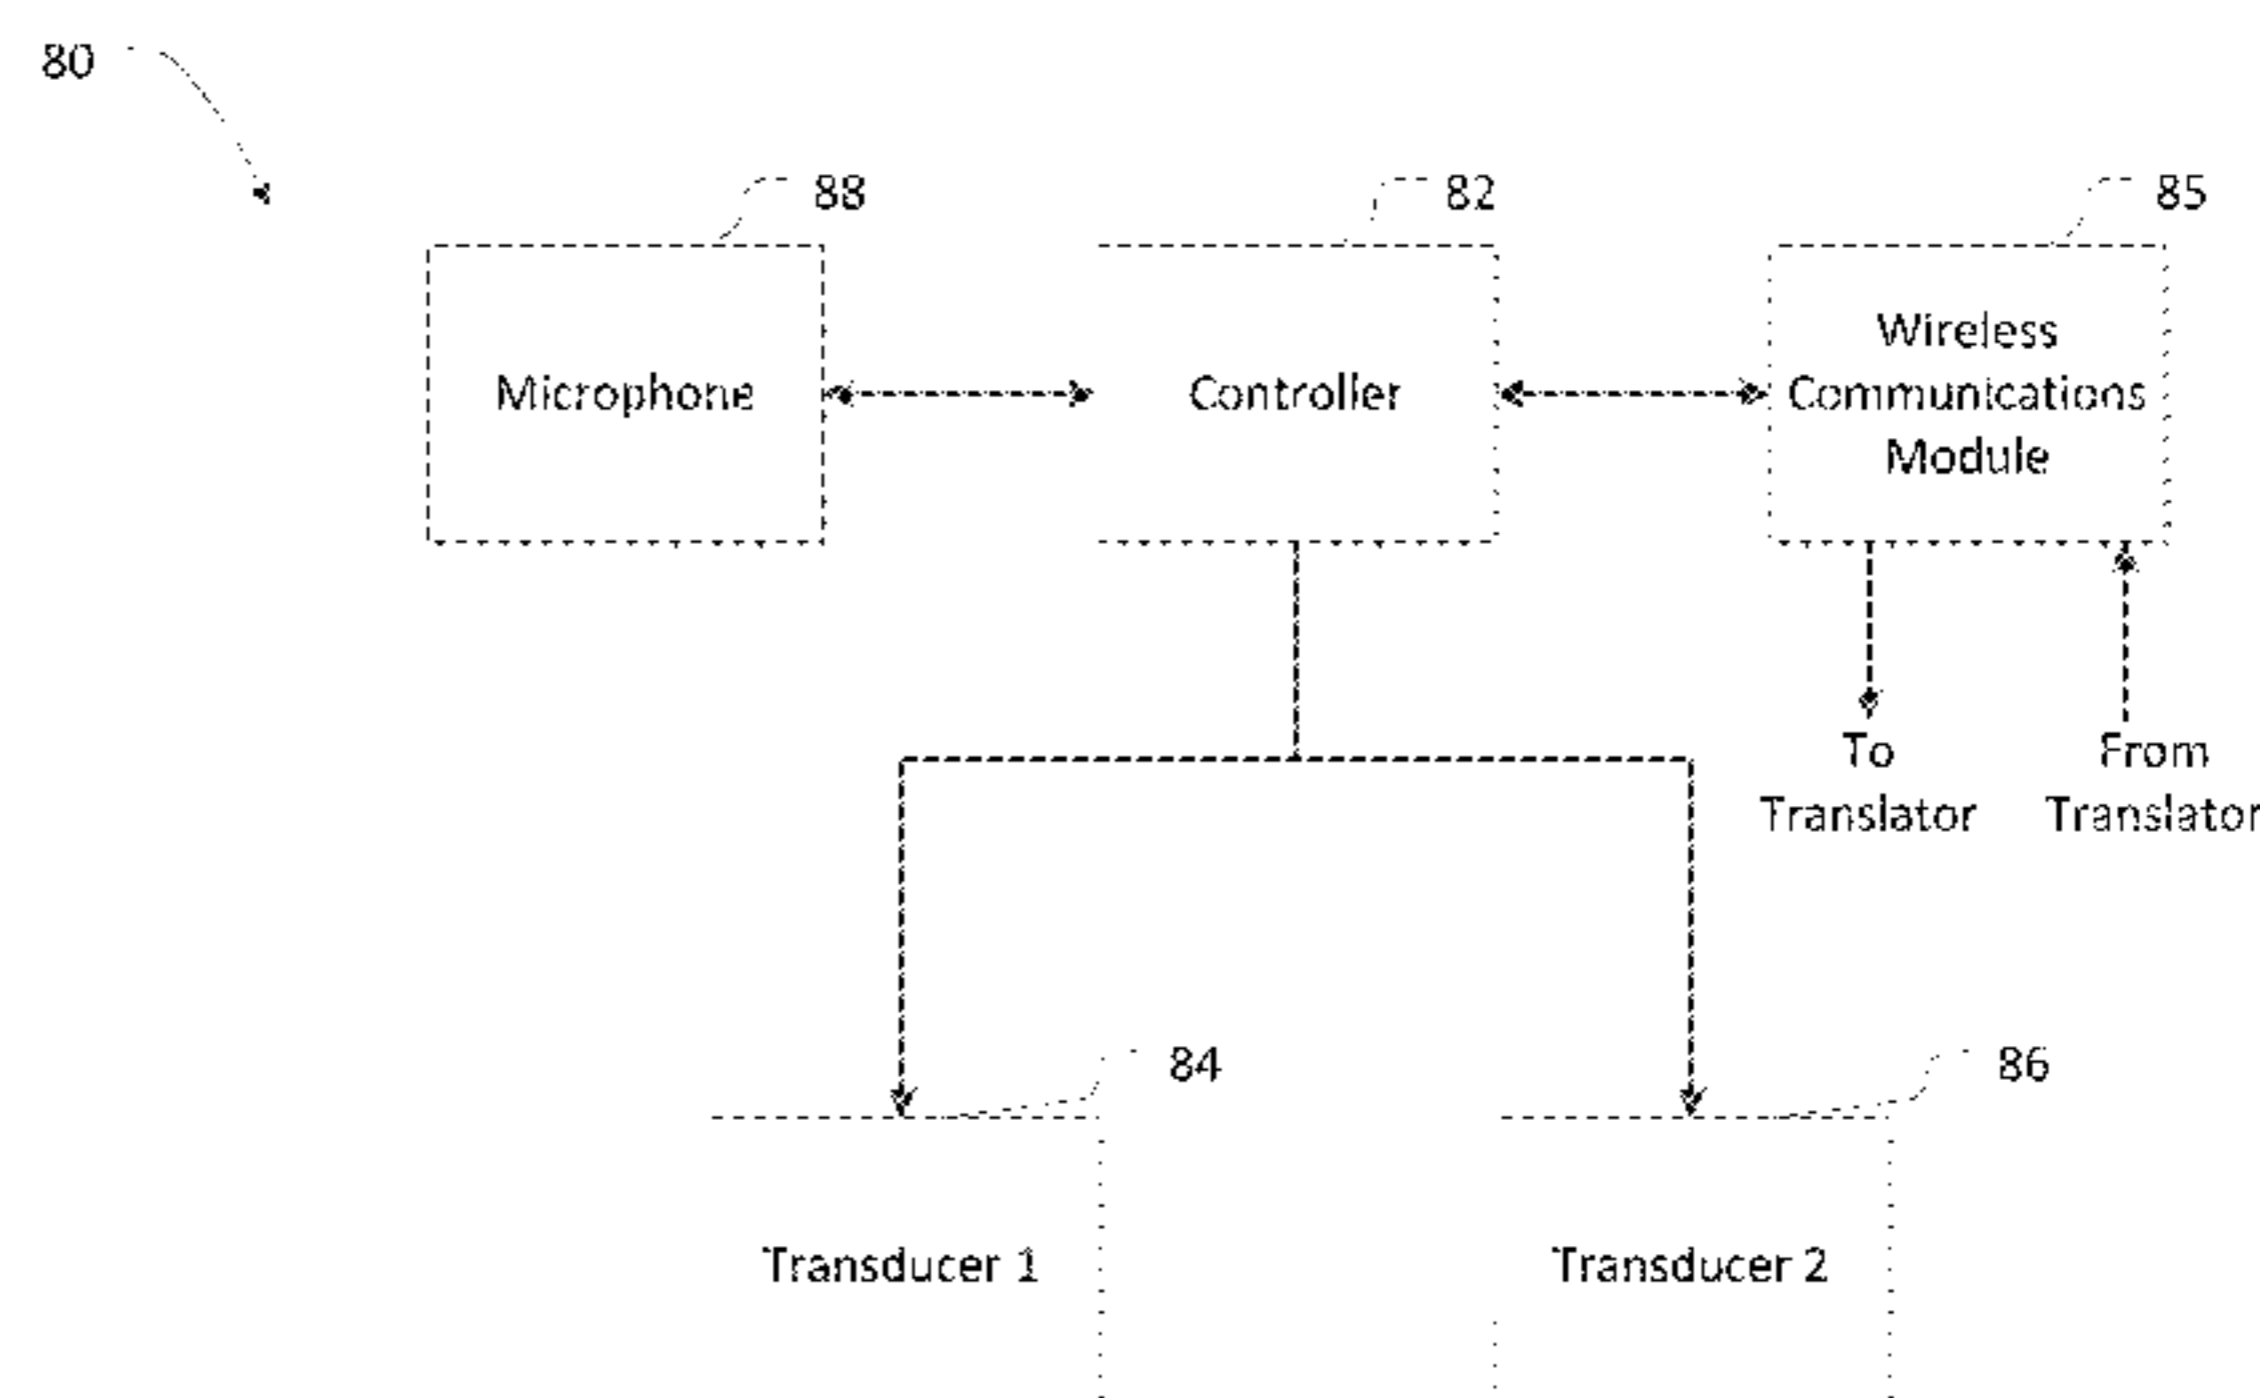 80
88
82
85
Microphone
Controller
Wireless
Communications
Module
To
Translator
From
Translator
84
86
Transducer 1
Transducer 2